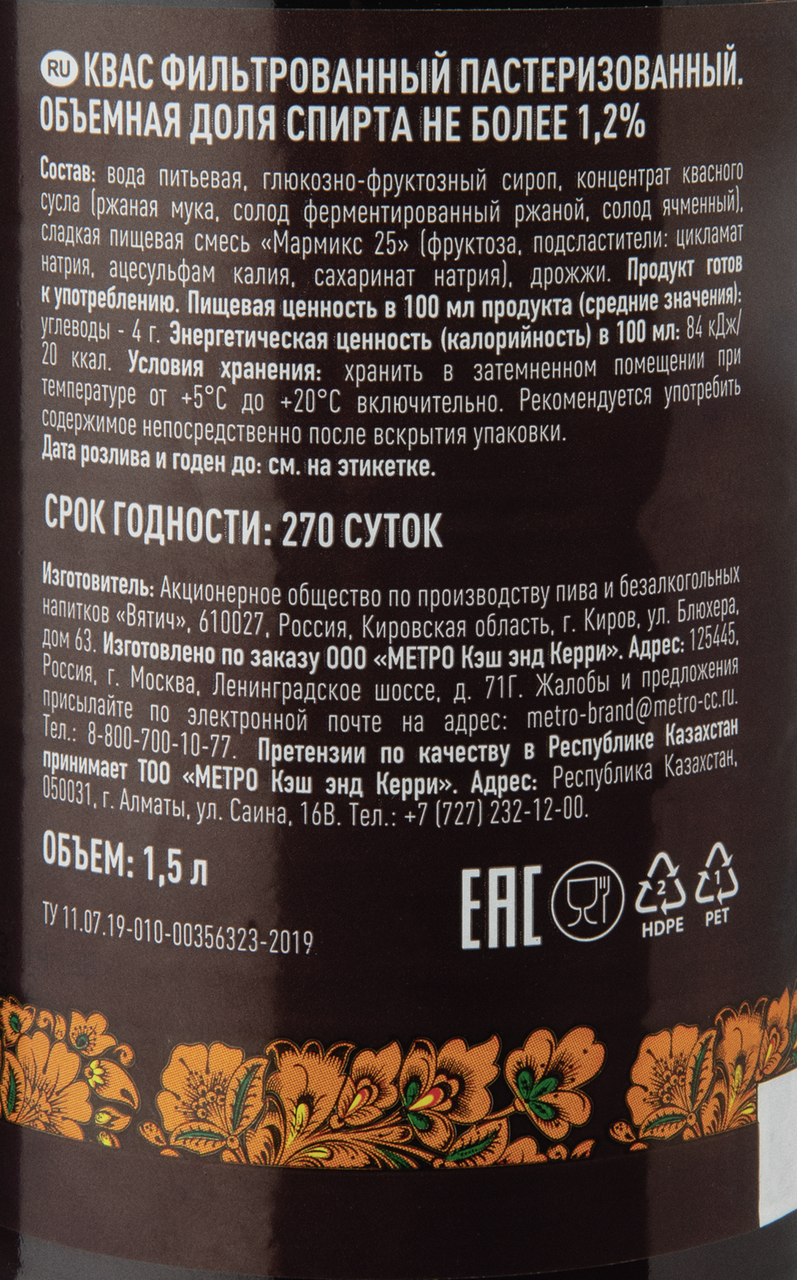 RU КВАС ФИЛЬТРОВАННЫЙ ПАСТЕРИЗОВАННЫЙ.
ОБЪЕМНАЯ ДОЛЯ СПИРТА НЕ БОЛЕЕ 1,2%
Состав: вода питьевая, глюкозно-фруктозный сироп, концентрат квасного
сусла (ржаная мука, солод ферментированный ржаной, солод ячменный),
сладкая пищевая смесь «Мармикс 25» (фруктоза, подсластители: цикламат
натрия, ацесульфам калия, сахаринат натрия), дрожжи. Продукт готов
к употреблению. Пищевая ценность в 100 мл продукта (средние значения):
углеводы - 4 г. Энергетическая ценность (калорийность) в 100 мл: 84 кДж/
20 ккал. Условия хранения: хранить в затемненном помещении при
температуре от +5°С до +20°С включительно. Рекомендуется употребить
содержимое непосредственно после вскрытия упаковки.
Дата розлива и годен до: см. на этикетке.
СРОК ГОДНОСТИ: 270 СУТОК
Изготовитель: Акционерное общество по производству пива и безалкогольных
напитков «Вятич», 610027, Россия, Кировская область, г. Киров, ул. Блюхера,
дом 63. Изготовлено по заказу ООО «МЕТРО Кэш энд Керри». Адрес: 125445,
Россия, г. Москва, Ленинградское шоссе, д. 71Г. Жалобы и предложения
присылайте по электронной почте на адрес: metro-brand@metro-cc.ru.
Тел.: 8-800-700-10-77. Претензии по качеству в Республике Казахстан
принимает ТОО «МЕТРО Кэш энд Керри». Адрес: Республика Казахстан,
050031, г. Алматы, ул. Саина, 16В. Тел.: +7 (727) 232-12-00.
ОБЪЕМ: 1,5 л
ТУ 11.07.19-010-00356323-2019
EAC
2 1
HDPE PET